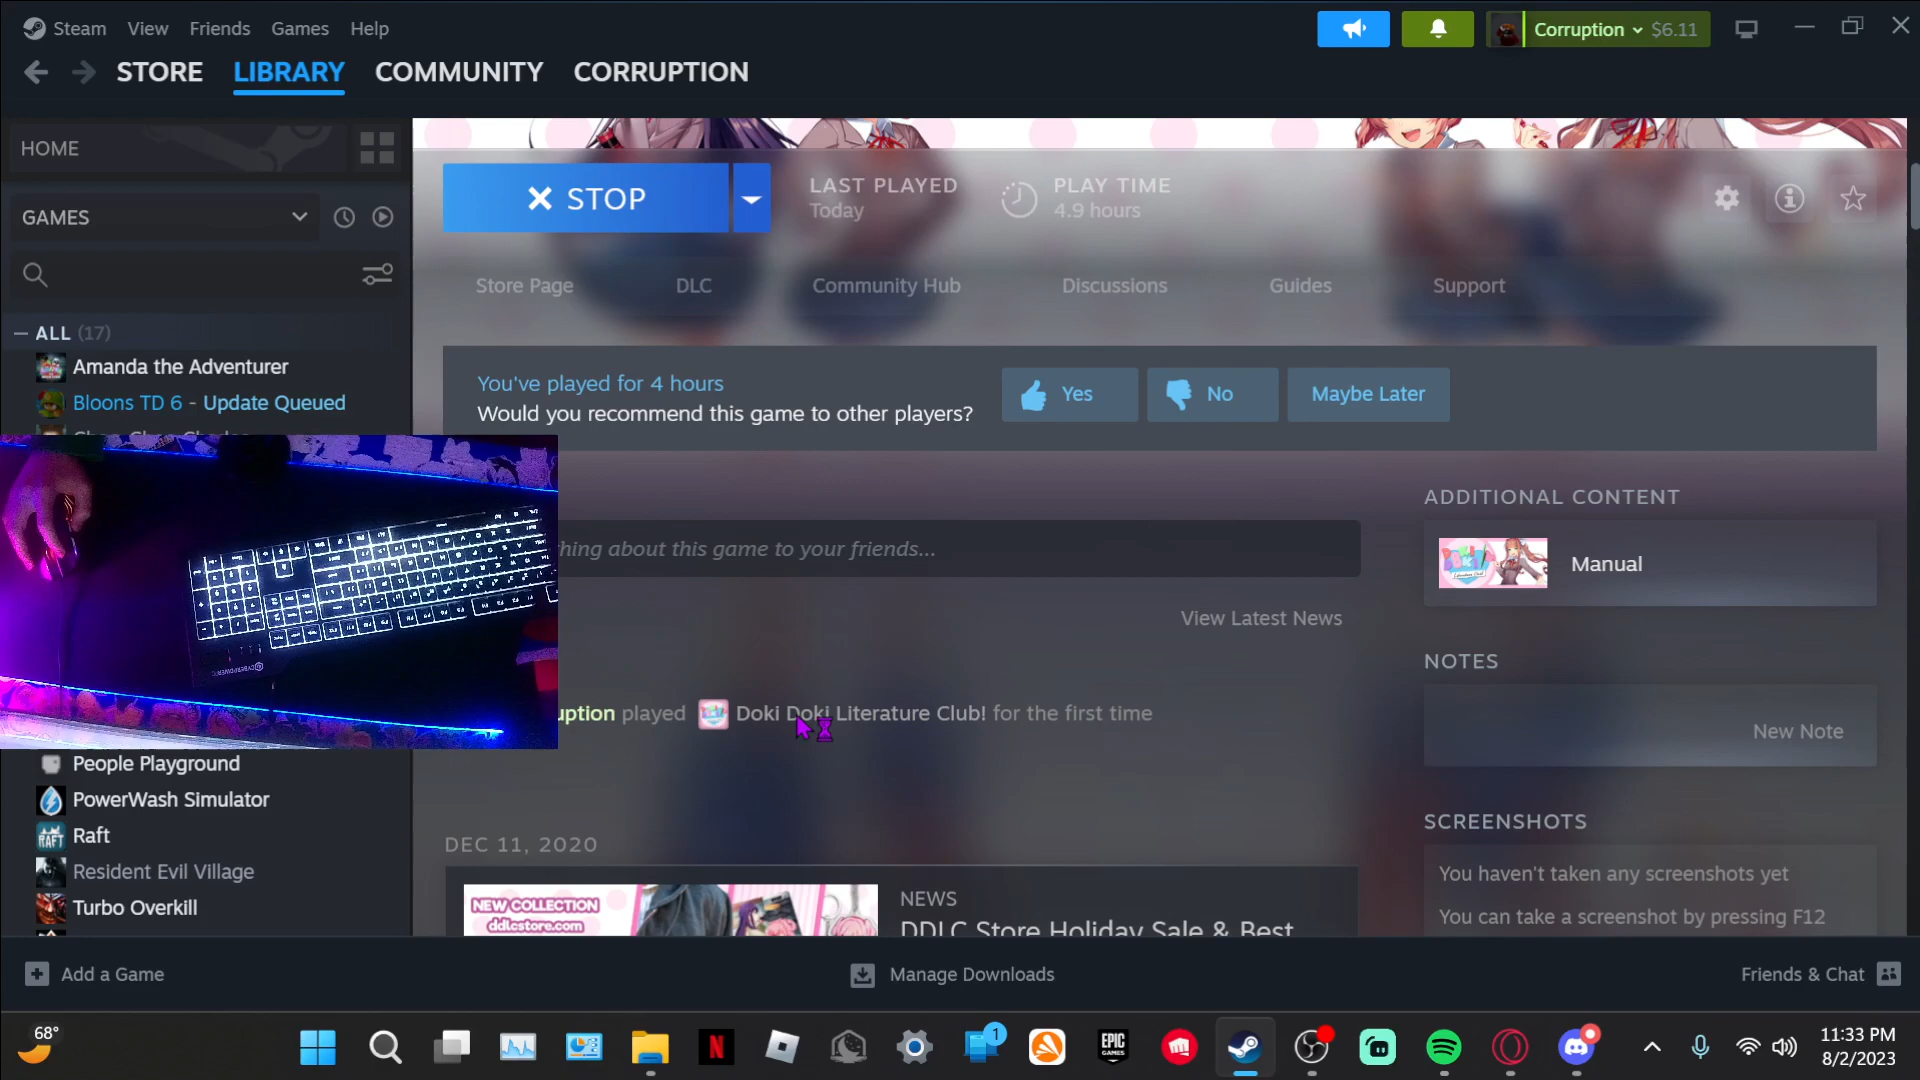 Steam View Friends Games Help
Corruption $6.11
STORE LIBRARY COMMUNITY CORRUPTION
HOME
STOP
LAST PLAYED
Today
PLAY TIME
4.9 hours
GAMES
Store Page DLC Community Hub Discussions Guides Support
ALL (17)
Amanda the Adventurer
Bloons TD 6 - Update Queued
You've played for 4 hours
Would you recommend this game to other players?
Yes
No
Maybe Later
ADDITIONAL CONTENT
hing about this game to your friends...
Manual
View Latest News
NOTES
uption played Doki Doki Literature Club! for the first time
New Note
CYBERPOWERPC
People Playground
PowerWash Simulator
Raft
Resident Evil Village
Turbo Overkill
SCREENSHOTS
DEC 11, 2020
You haven't taken any screenshots yet
You can take a screenshot by pressing F12
NEW COLLECTION
ddlcstore.com
NEWS
DDLC Store Holiday Sale & Best
Add a Game
Manage Downloads
Friends & Chat
68°
N
1
EPIC
GAMES
11:33 PM
8/2/2023